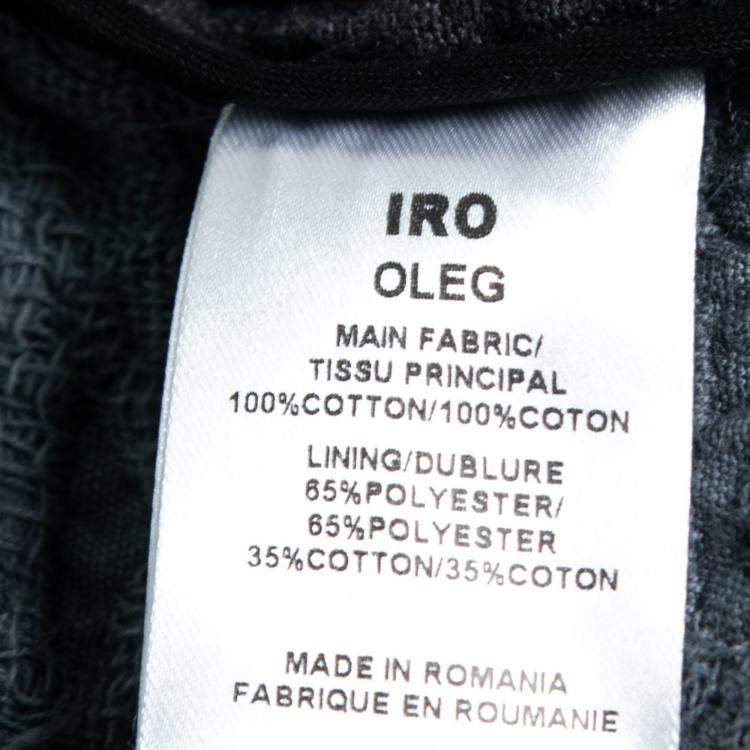 IRO
OLEG
MAIN FABRIC/
TISSU PRINCIPAL
100%COTTON/100%COTON
LINING/DUBLURE
65%POLYESTER/
65%POLYESTER
35%COTTON/35%COTON
MADE IN ROMANIA
FABRIQUE EN ROUMANIE